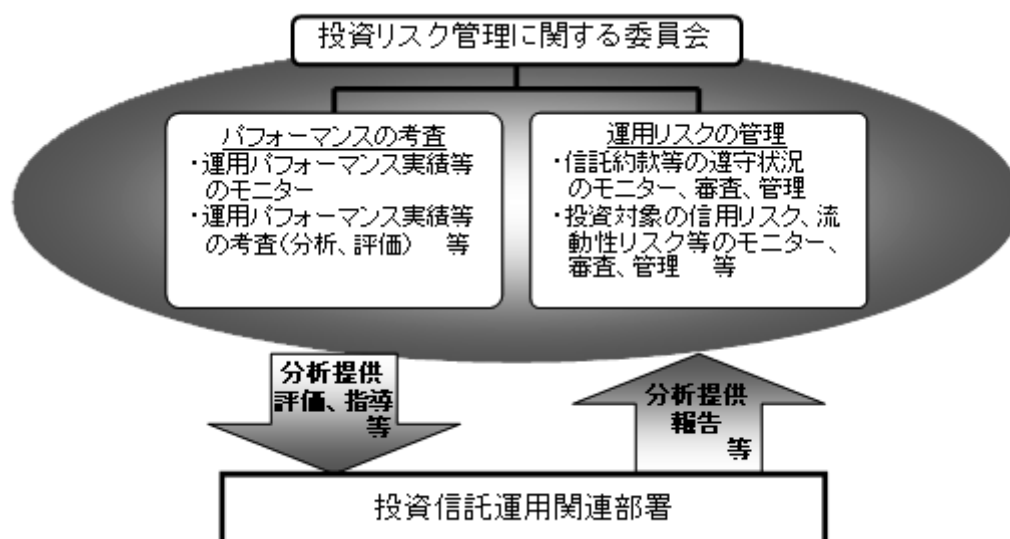 投資リスク管理に関する委員会
パフォーマンスの考査
・運用パフォーマンス実績等
のモニター
・運用パフォーマンス実績等
の考査(分析、評価) 等
運用リスクの管理
・信託約款等の遵守状況
のモニター、審査、管理
・投資対象の信用リスク、流
動性リスク等のモニター、
審査、管理 等
分析提供
評価、指導
等
分析提供
報告
等
投資信託運用関連部署